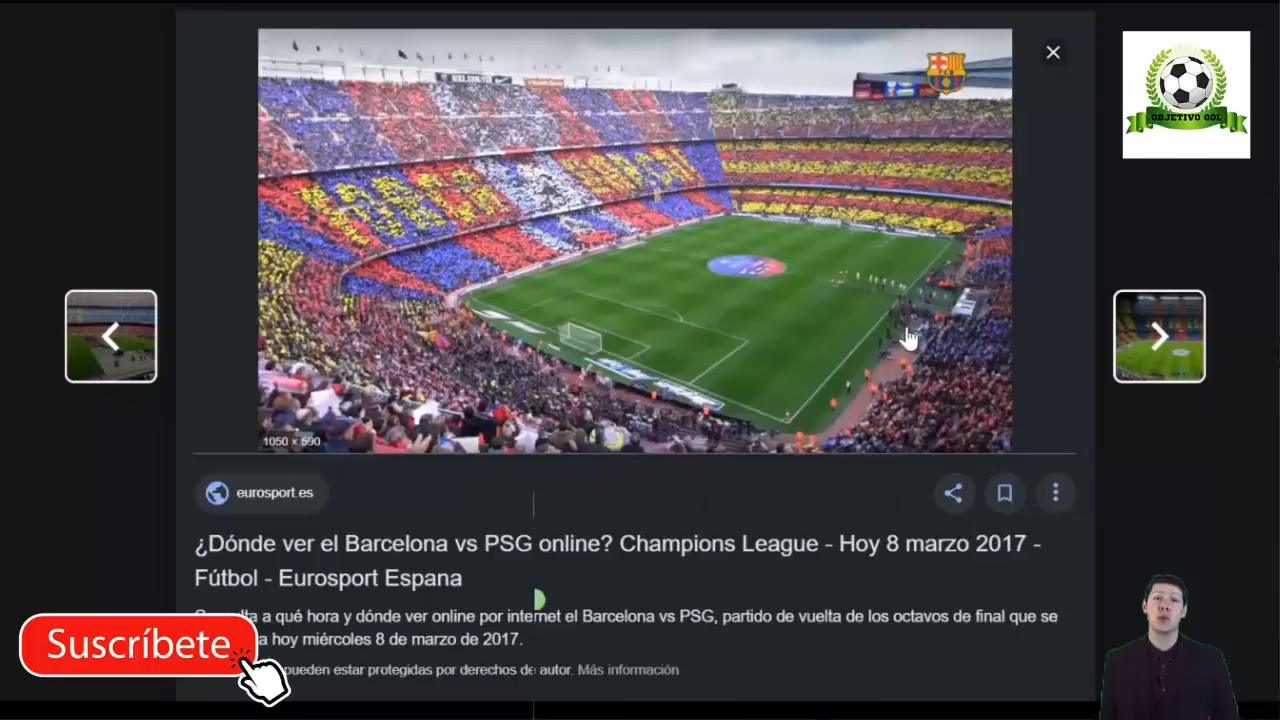 NIKE.COM/FCB
OBJETIVO GOL
1050 × 590
eurosport.es
¿Dónde ver el Barcelona vs PSG online? Champions League - Hoy 8 marzo 2017 -
Fútbol - Eurosport Espana
a qué hora y dónde ver online por internet el Barcelona vs PSG, partido de vuelta de los octavos de final que se
a hoy miércoles 8 de marzo de 2017.
pueden estar protegidas por derechos de autor. Más información
Suscríbete